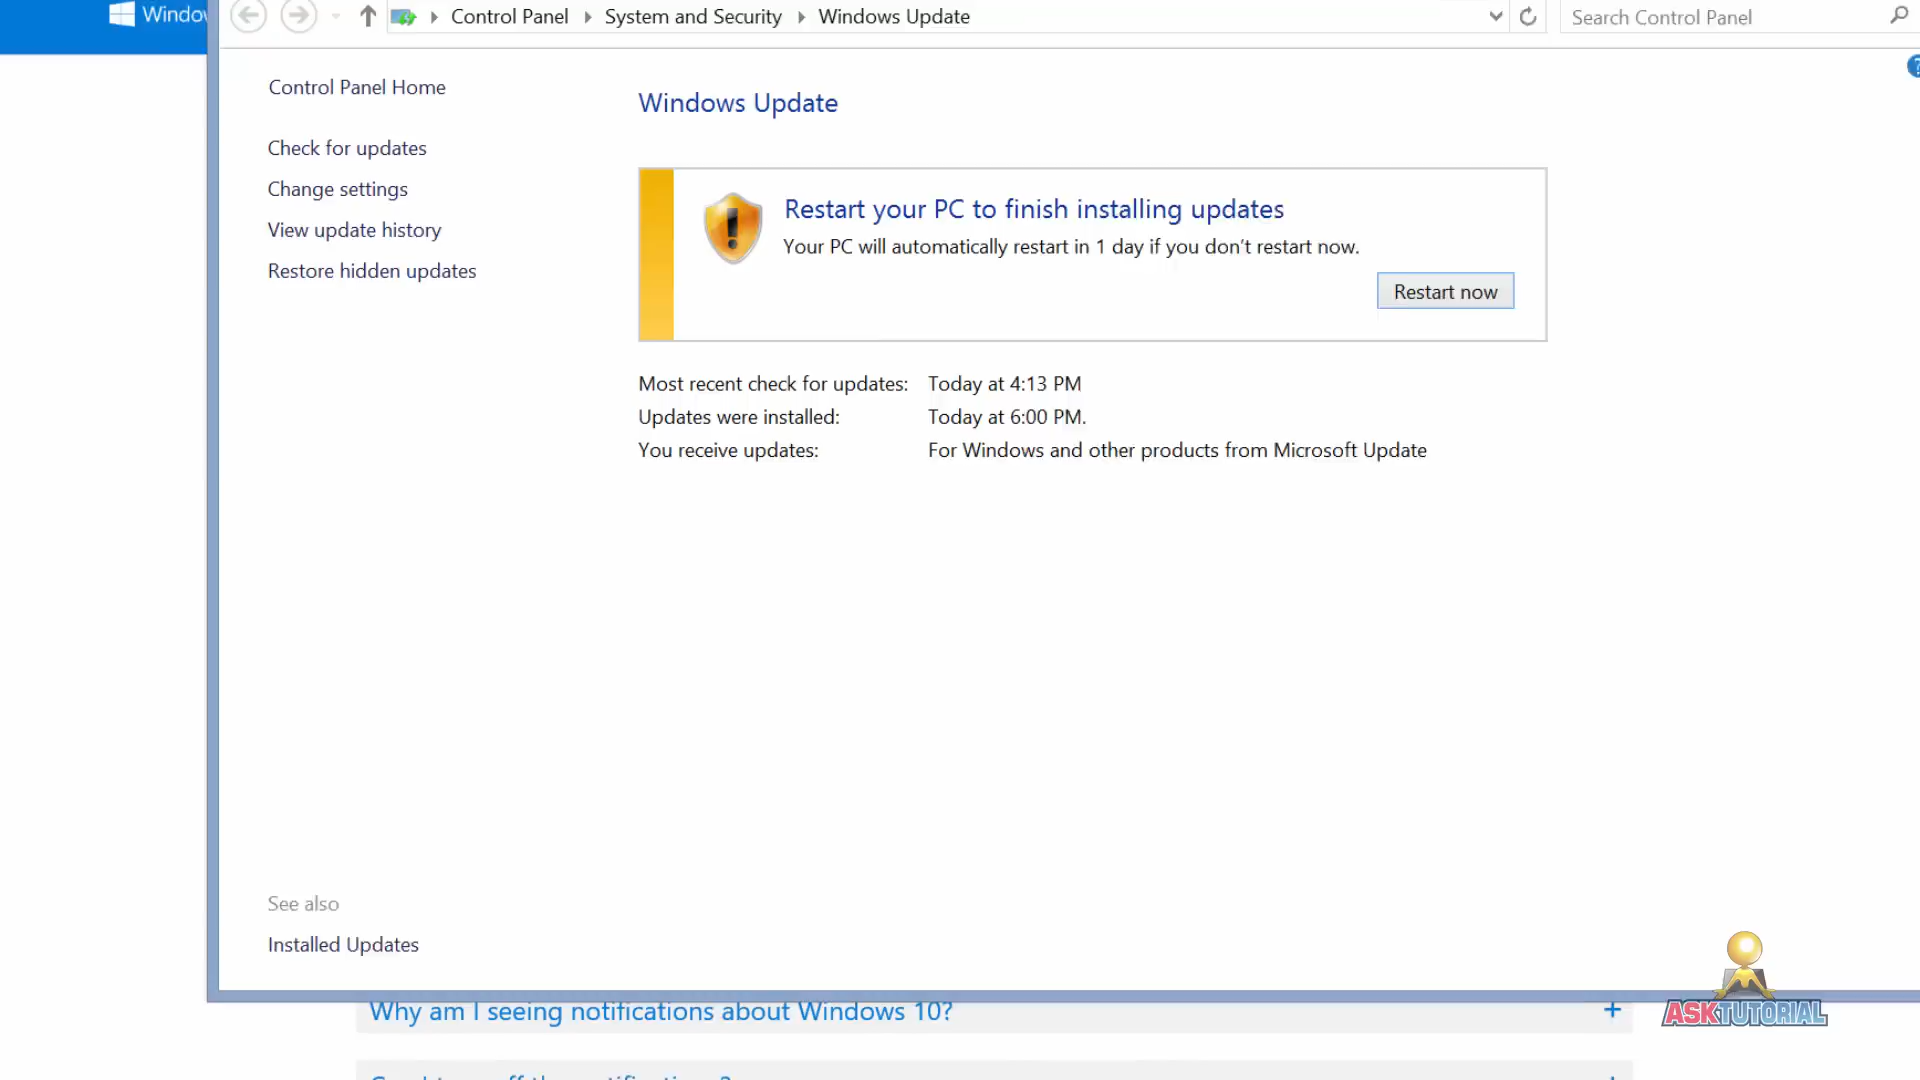 Windo
Control Panel
System and Security
Windows Update
Search Control Panel
Control Panel Home
Check for updates
Change settings
View update history
Restore hidden updates
Windows Update
Restart your PC to finish installing updates
Your PC will automatically restart in 1 day if you don't restart now.
Restart now
Most recent check for updates: Today at 4:13 PM
Updates were installed: Today at 6:00 PM.
You receive updates: For Windows and other products from Microsoft Update
See also
Installed Updates
Why am I seeing notifications about Windows 10?
+
ASKTUTORIAL